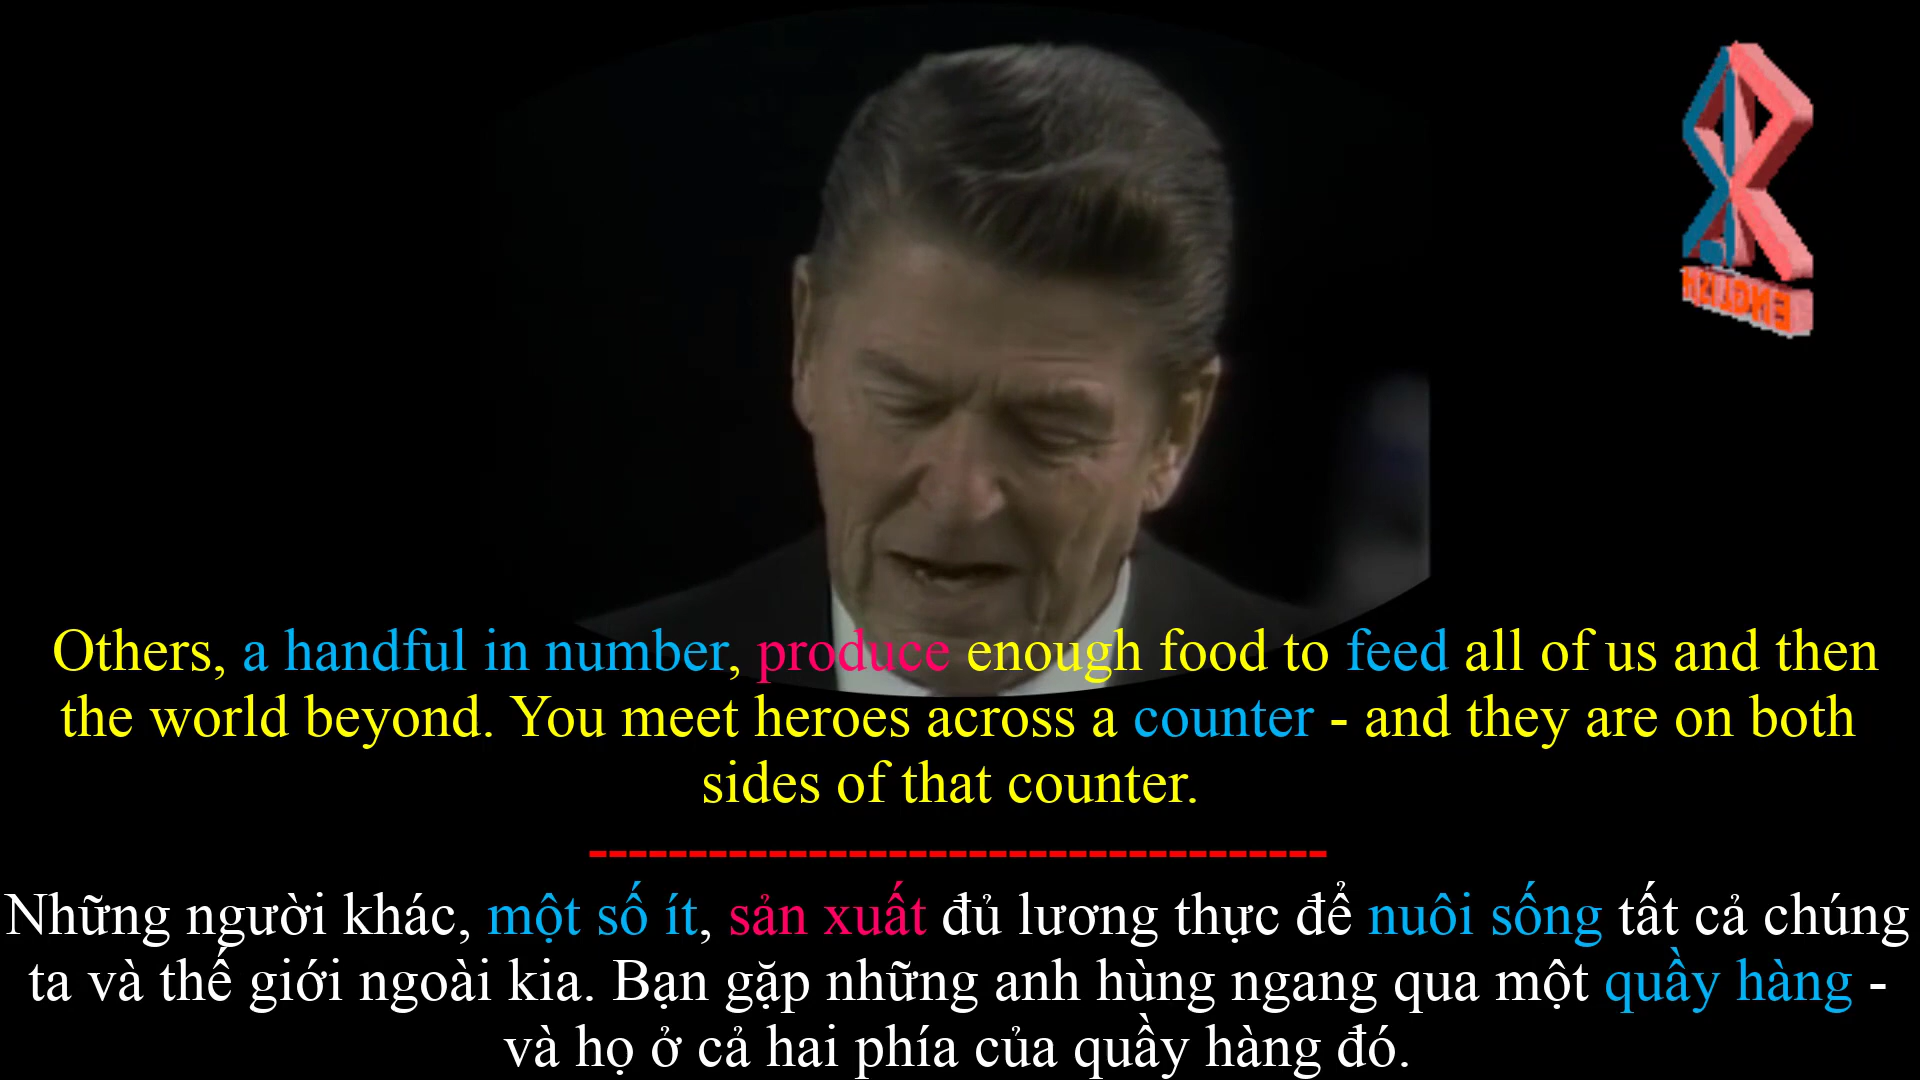 ENGLISH
Others, a handful in number, produce enough food to feed all of us and then
the world beyond. You meet heroes across a counter - and they are on both
sides of that counter.
-------------------------------------
Những người khác, một số ít, sản xuất đủ lương thực để nuôi sống tất cả chúng
ta và thế giới ngoài kia. Bạn gặp những anh hùng ngang qua một quầy hàng -
và họ ở cả hai phía của quầy hàng đó.